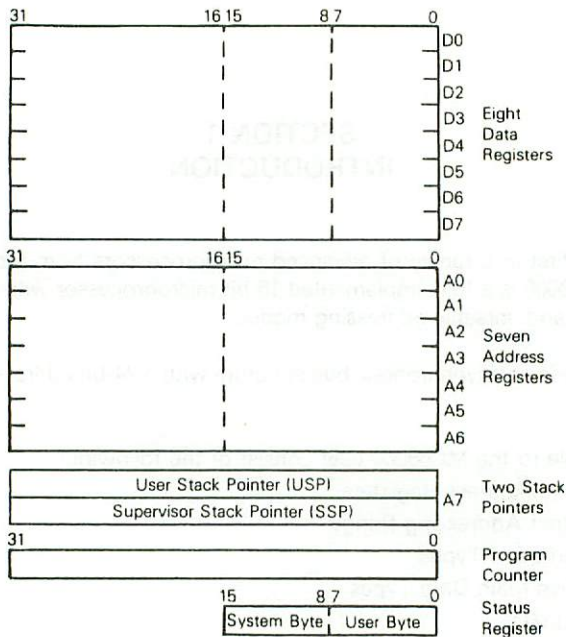 31 16 15 8 7 0
D0
D1
D2
D3
D4
D5
D6
D7
Eight
Data
Registers
31 16 15 0
A0
A1
A2
A3
A4
A5
A6
Seven
Address
Registers
User Stack Pointer (USP)
Supervisor Stack Pointer (SSP)
A7
Two Stack
Pointers
31 0
Program
Counter
15 8 7 0
System Byte User Byte
Status
Register